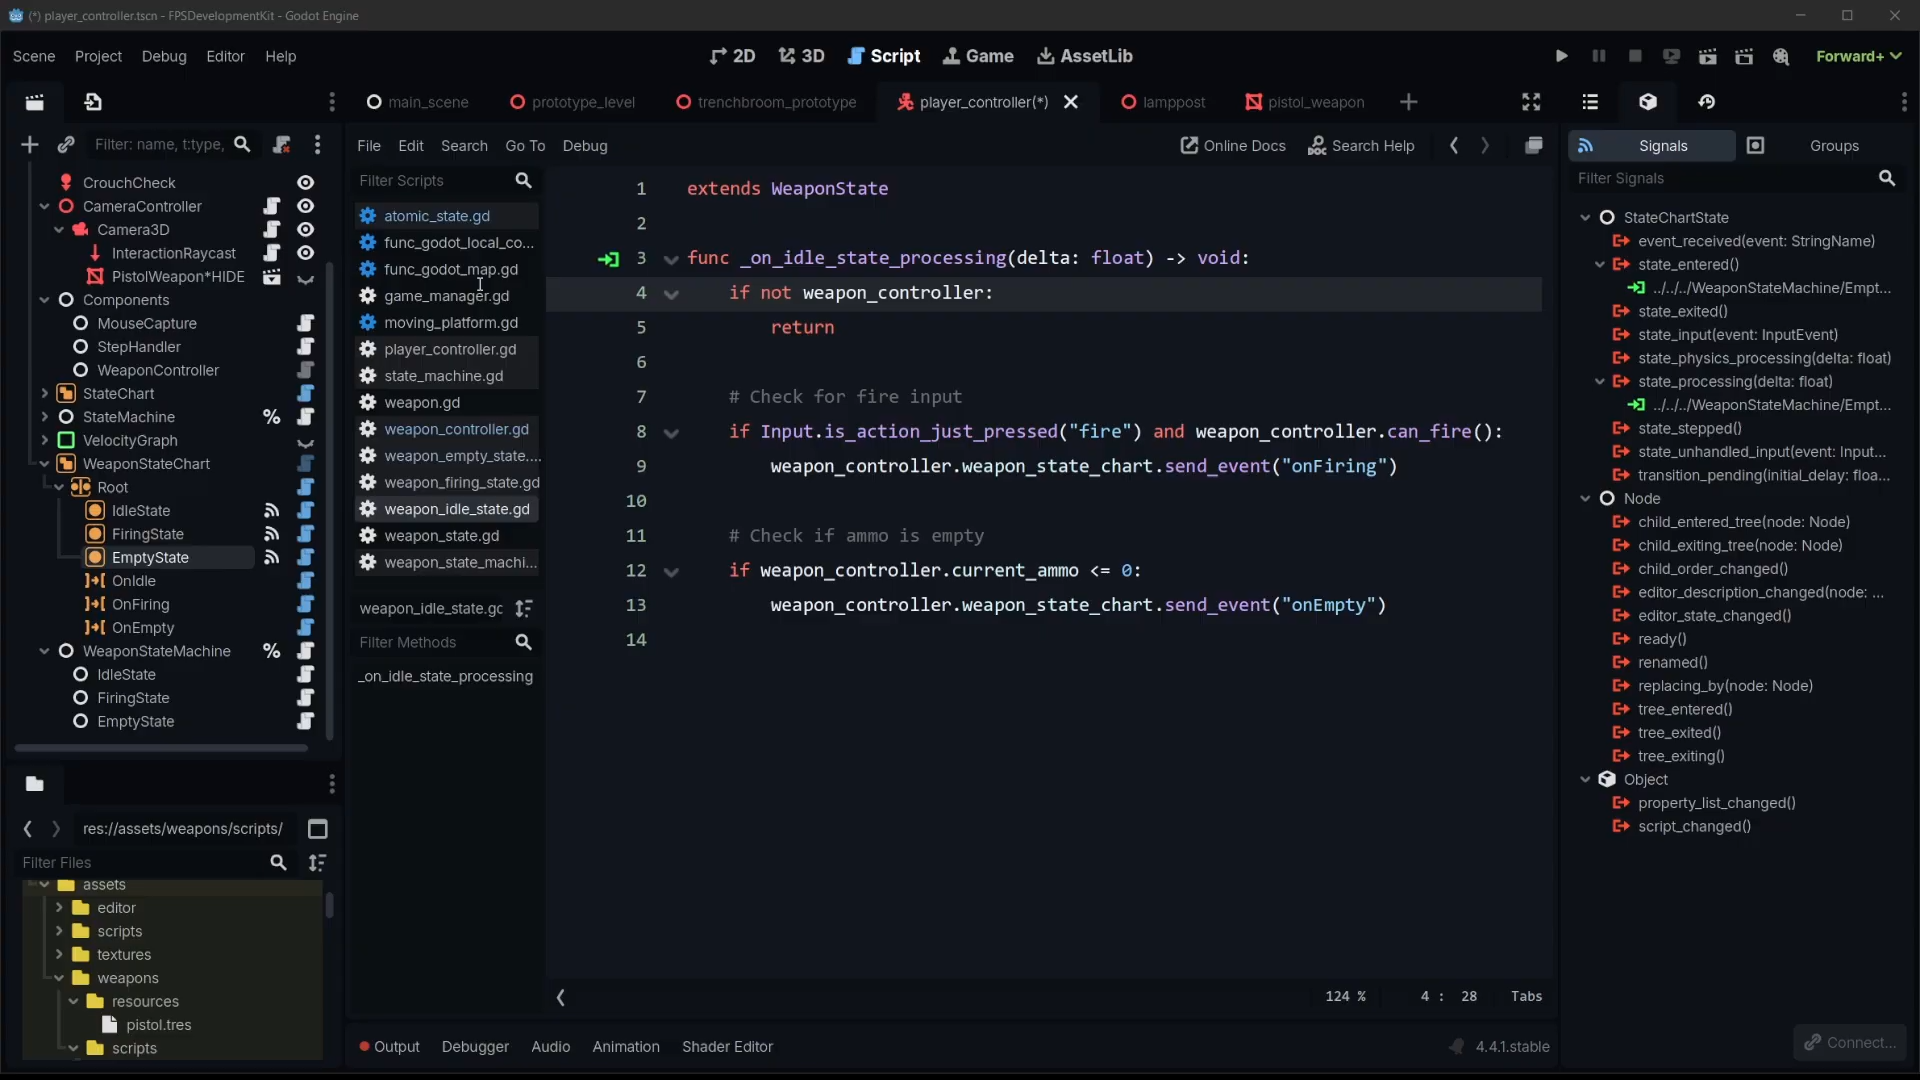 (*) player_controller.tscn - FPSDevelopmentKit - Godot Engine
Scene Project Debug Editor Help
2D 3D Script Game AssetLib
Forward+
main_scene prototype_level trenchbroom_prototype player_controller(*) lamppost pistol_weapon
Filter: name, t:type,
CrouchCheck
CameraController
Camera3D
InteractionRaycast
PistolWeapon*HIDE
Components
MouseCapture
StepHandler
WeaponController
StateChart
StateMachine %
VelocityGraph
WeaponStateChart
Root
IdleState
FiringState
EmptyState
OnIdle
OnFiring
OnEmpty
WeaponStateMachine %
IdleState
FiringState
EmptyState
res://assets/weapons/scripts/
Filter Files
assets
editor
scripts
textures
weapons
resources
pistol.tres
scripts
File Edit Search Go To Debug
Online Docs Search Help
Filter Scripts
atomic_state.gd
func_godot_local_co...
func_godot_map.gd
game_manager.gd
moving_platform.gd
player_controller.gd
state_machine.gd
weapon.gd
weapon_controller.gd
weapon_empty_state....
weapon_firing_state.gd
weapon_idle_state.gd
weapon_state.gd
weapon_state_machi...
weapon_idle_state.gd
Filter Methods
_on_idle_state_processing
1 extends WeaponState
2
3 func _on_idle_state_processing(delta: float) -> void:
4 if not weapon_controller:
5 return
6
7 # Check for fire input
8 if Input.is_action_just_pressed("fire") and weapon_controller.can_fire():
9 weapon_controller.weapon_state_chart.send_event("onFiring")
10
11 # Check if ammo is empty
12 if weapon_controller.current_ammo <= 0:
13 weapon_controller.weapon_state_chart.send_event("onEmpty")
14
124 % 4 : 28 Tabs
Output Debugger Audio Animation Shader Editor
4.4.1.stable
Signals Groups
Filter Signals
StateChartState
event_received(event: StringName)
state_entered()
../../../WeaponStateMachine/Empt...
state_exited()
state_input(event: InputEvent)
state_physics_processing(delta: float)
state_processing(delta: float)
../../../WeaponStateMachine/Empt...
state_stepped()
state_unhandled_input(event: Input...
transition_pending(initial_delay: floa...
Node
child_entered_tree(node: Node)
child_exiting_tree(node: Node)
child_order_changed()
editor_description_changed(node: ...
editor_state_changed()
ready()
renamed()
replacing_by(node: Node)
tree_entered()
tree_exited()
tree_exiting()
Object
property_list_changed()
script_changed()
Connect...